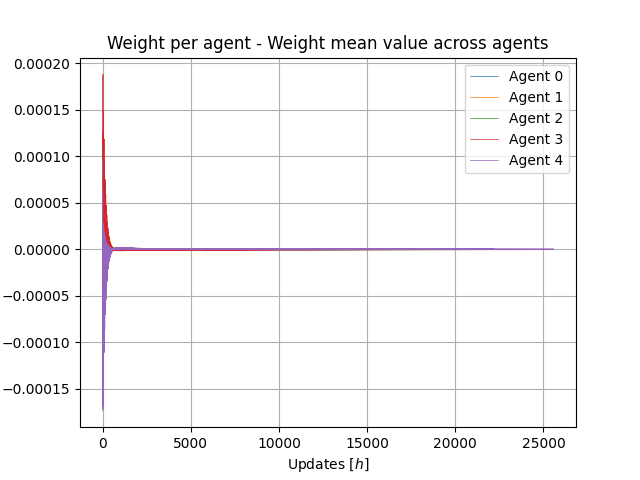 Weight per agent - Weight mean value across agents
0.00020
0.00015
0.00010
0.00005
0.00000
−0.00005
−0.00010
−0.00015
Agent 0
Agent 1
Agent 2
Agent 3
Agent 4
0 5000 10000 15000 20000 25000
Updates [h]